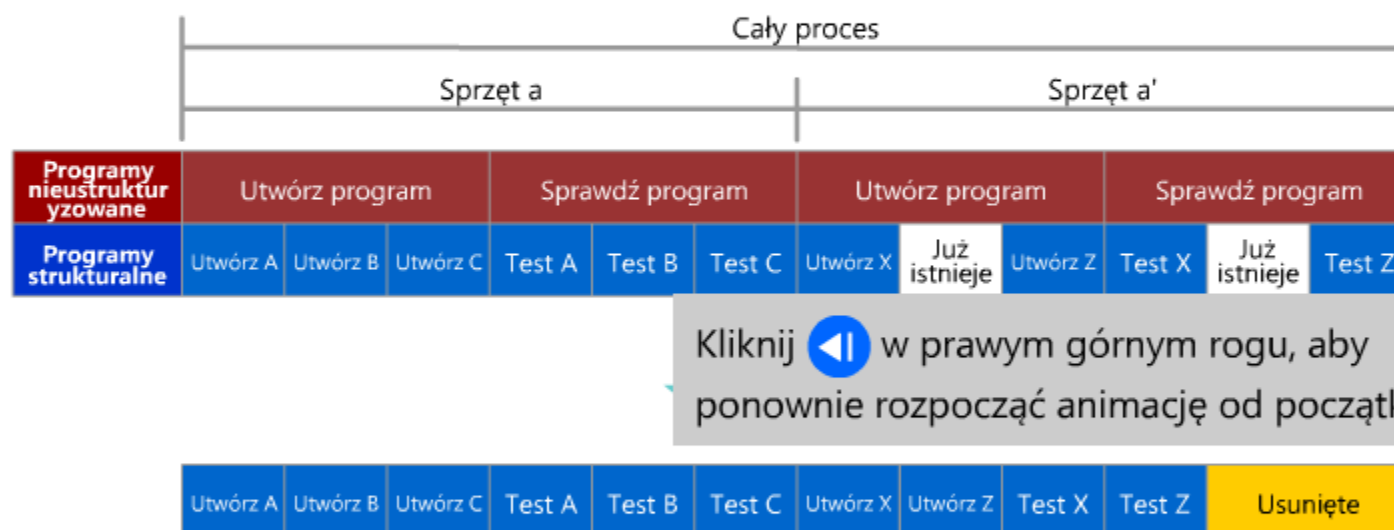 Cały proces
Sprzęt a
Sprzęt a'
Programy
nieustruktur
yzowane
Utwórz program
Sprawdź program
Utwórz program
Sprawdź program
Programy
strukturalne
Utwórz A
Utwórz B
Utwórz C
Test A
Test B
Test C
Utwórz X
Już
istnieje
Utwórz Z
Test X
Już
istnieje
Test Z
Kliknij w prawym górnym rogu, aby
ponownie rozpocząć animację od
Utwórz A
Utwórz B
Utwórz C
Test A
Test B
Test C
Utwórz X
Utwórz Z
Test X
Test Z
Usunięte